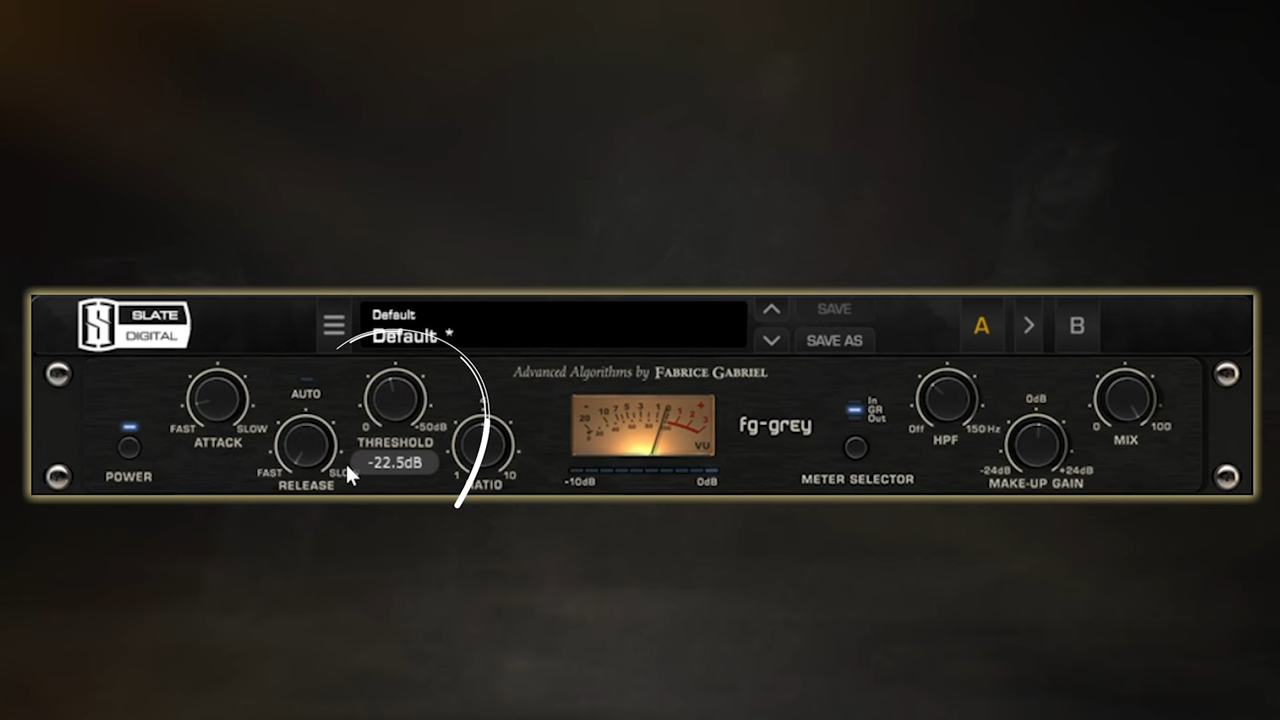 SLATE
DIGITAL
Default
Default *
SAVE
SAVE AS
A
B
Advanced Algorithms by FABRICE GABRIEL
AUTO
FAST SLOW
ATTACK
0 -50dB
THRESHOLD
-22.5dB
FAST
RELEASE
POWER
1 10
-10dB 0dB
VU
fg-grey
In
GR
Out
METER SELECTOR
Off 150 Hz
HPF
0dB
-24dB +24dB
MAKE-UP GAIN
0 100
MIX